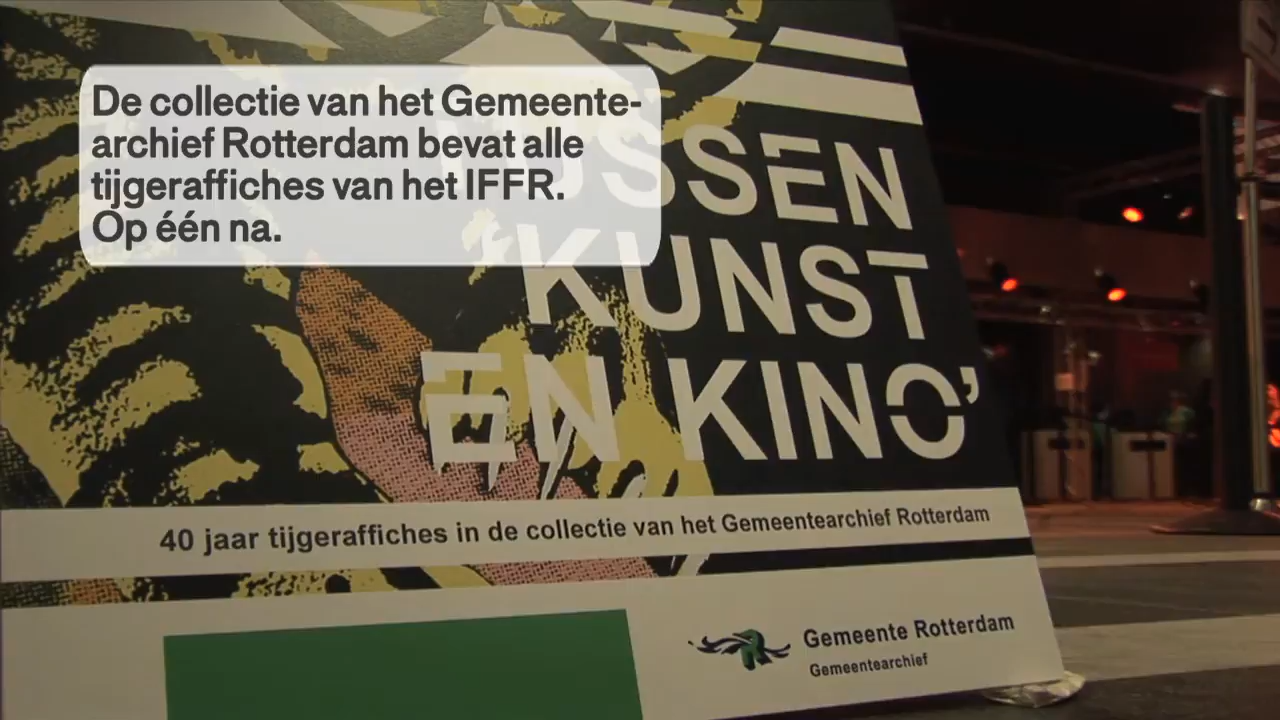 De collectie van het Gemeente-
archief Rotterdam bevat alle
tijgeraffiches van het IFFR.
Op één na.
'KUNST
EN KINO'
40 jaar tijgeraffiches in de collectie van het Gemeentearchief Rotterdam
Gemeente Rotterdam
Gemeentearchief